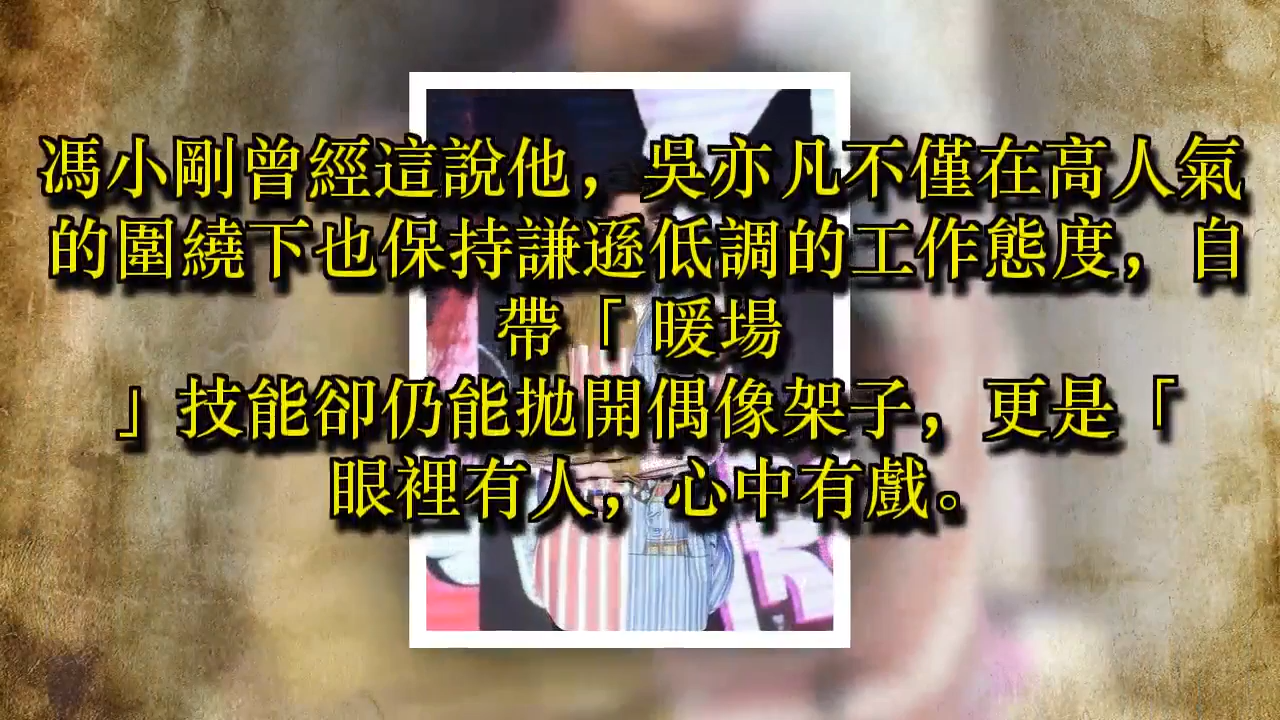 馮小剛曾經這說他，吳亦凡不僅在高人氣
的圍繞下也保持謙遜低調的工作態度，自
帶「 暖場
」技能卻仍能拋開偶像架子，更是「
眼裡有人，心中有戲。